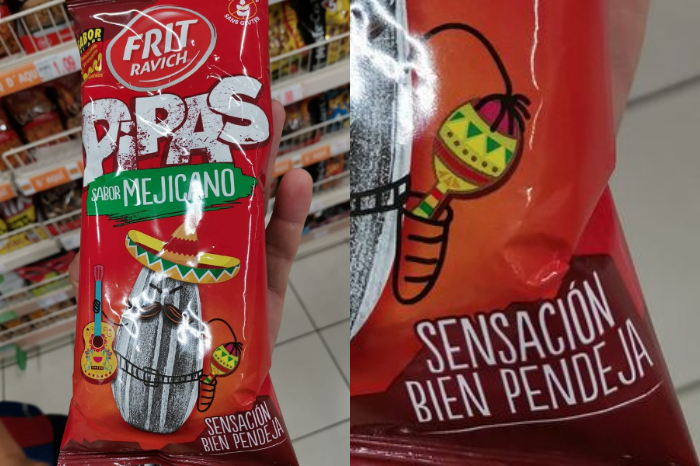 FRIT
RAVICH
PIPAS
SABOR MEJICANO
SENSACIÓN
BIEN PENDEJA
SENSACIÓN
BIEN PENDEJA